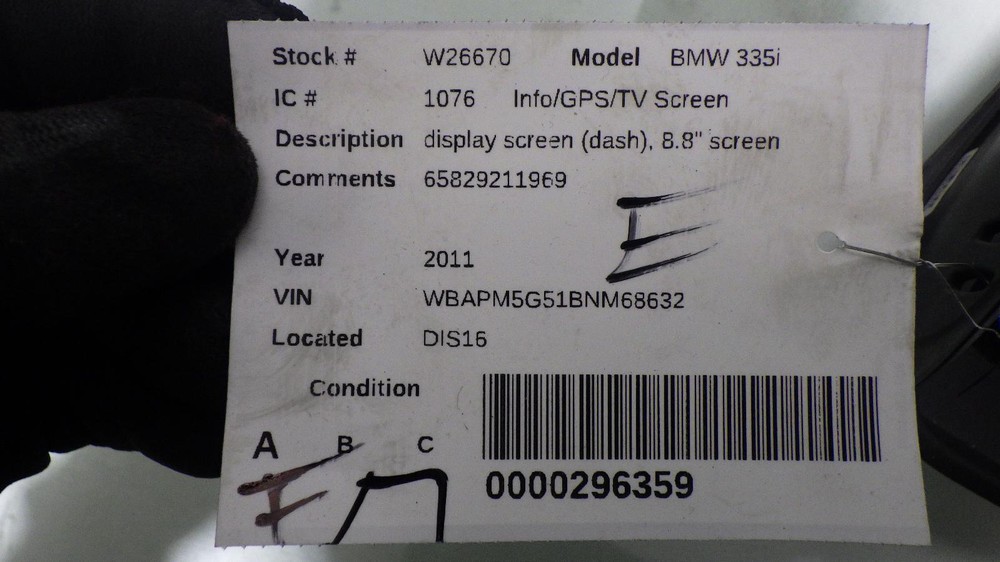 Stock # W26670 Model BMW 335i
IC # 1076 Info/GPS/TV Screen
Description display screen (dash), 8.8" screen
Comments 65829211969
E
Year 2011
VIN WBAPM5G51BNM68632
Located DIS16
Condition
A B C
0000296359